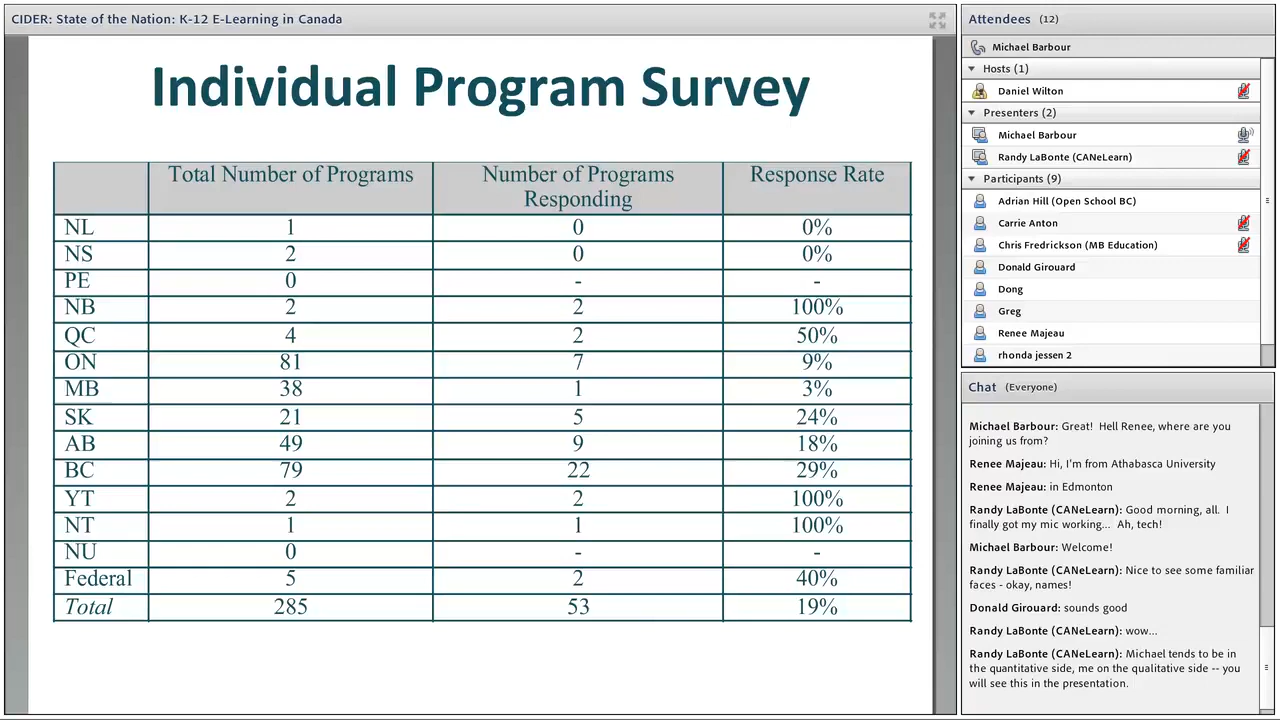 CIDER: State of the Nation: K-12 E-Learning in Canada
Individual Program Survey
Total Number of Programs Number of Programs Responding Response Rate
NL 1 0 0%
NS 2 0 0%
PE 0 - -
NB 2 2 100%
QC 4 2 50%
ON 81 7 9%
MB 38 1 3%
SK 21 5 24%
AB 49 9 18%
BC 79 22 29%
YT 2 2 100%
NT 1 1 100%
NU 0 - -
Federal 5 2 40%
Total 285 53 19%
Attendees (12)
Michael Barbour
Hosts (1)
Daniel Wilton
Presenters (2)
Michael Barbour
Randy LaBonte (CANeLearn)
Participants (9)
Adrian Hill (Open School BC)
Carrie Anton
Chris Fredrickson (MB Education)
Donald Girouard
Dong
Greg
Renee Majeau
rhonda jessen 2
Chat (Everyone)
Michael Barbour: Great! Hell Renee, where are you
joining us from?
Renee Majeau: Hi, I'm from Athabasca University
Renee Majeau: in Edmonton
Randy LaBonte (CANeLearn): Good morning, all. I
finally got my mic working... Ah, tech!
Michael Barbour: Welcome!
Randy LaBonte (CANeLearn): Nice to see some familiar
faces - okay, names!
Donald Girouard: sounds good
Randy LaBonte (CANeLearn): wow...
Randy LaBonte (CANeLearn): Michael tends to be in
the quantitative side, me on the qualitative side -- you
will see this in the presentation.